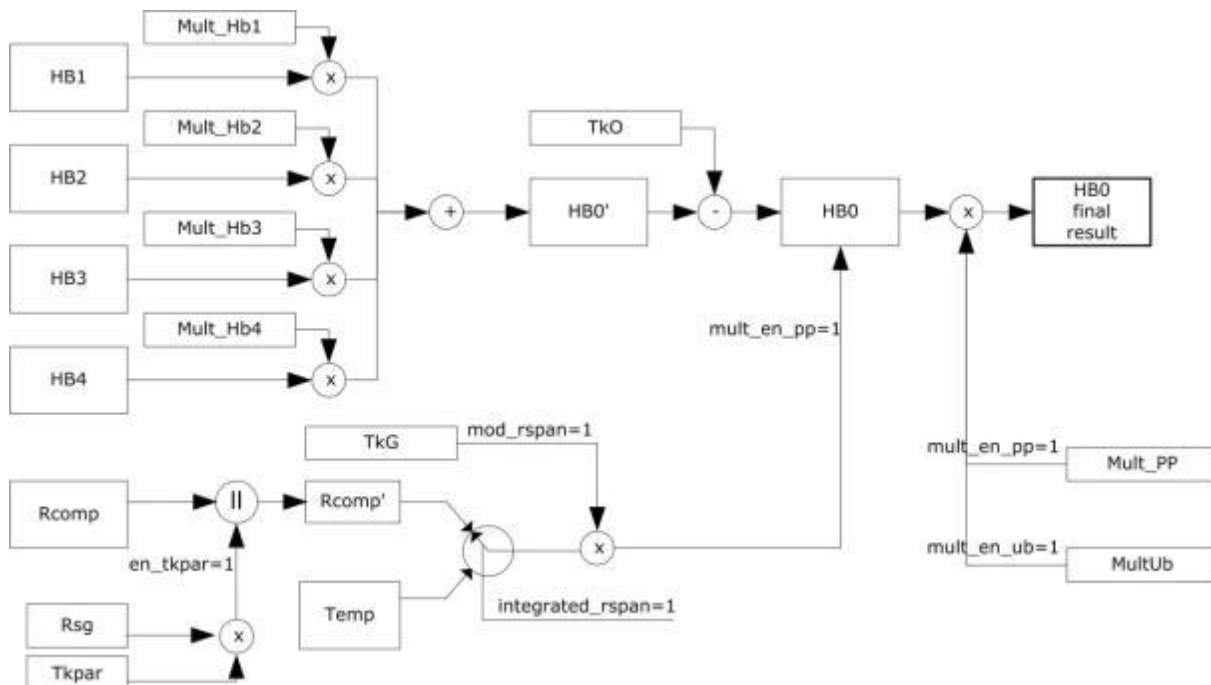 Mult_Hb1
HB1
x
Mult_Hb2
HB2
x
TkO
+
HB0'
-
HB0
x
HB0
final
result
Mult_Hb3
HB3
x
Mult_Hb4
HB4
x
mult_en_pp=1
TkG
mod_rspan=1
mult_en_pp=1
Mult_PP
Rcomp
||
Rcomp'
x
en_tkpar=1
mult_en_ub=1
MultUb
Temp
integrated_rspan=1
Rsg
x
Tkpar